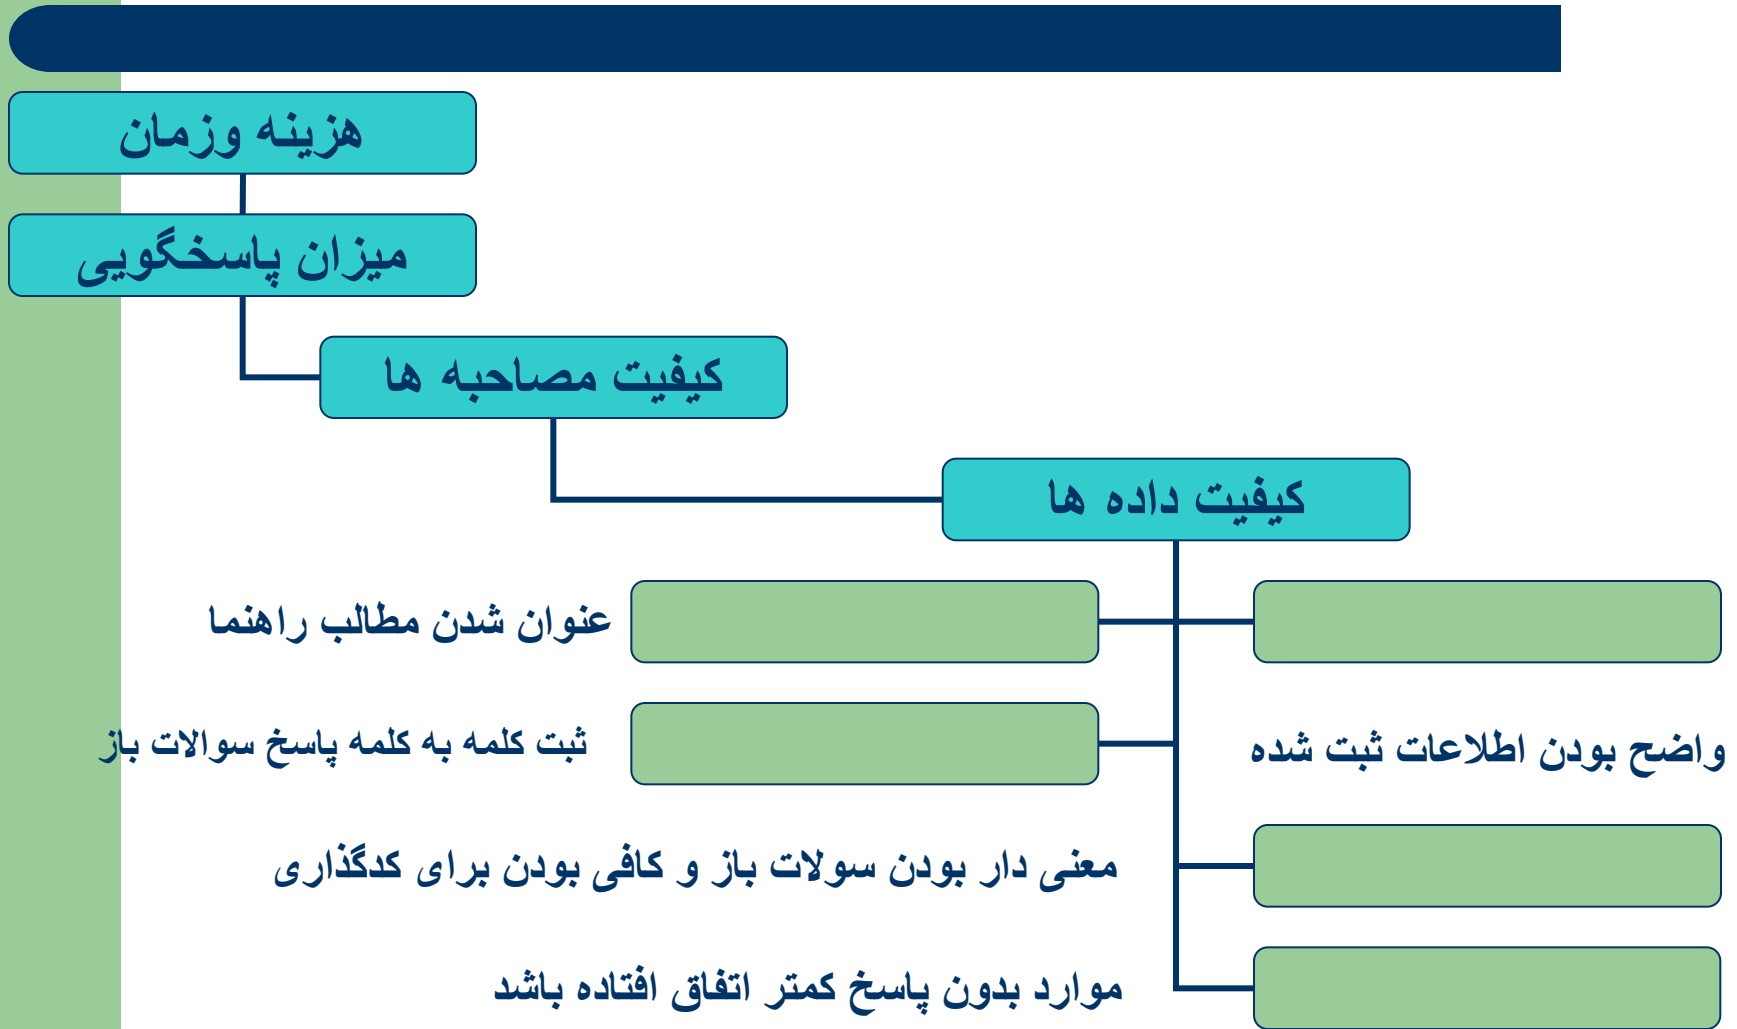 هزینه وزمان
میزان پاسخگویی
کیفیت مصاحبه ها
کیفیت داده ها
عنوان شدن مطالب راهنما
واضح بودن اطلاعات ثبت شده
ثبت کلمه به کلمه پاسخ سوالات باز
معنی دار بودن سولات باز و کافی بودن برای کدگذاری
موارد بدون پاسخ کمتر اتفاق افتاده باشد